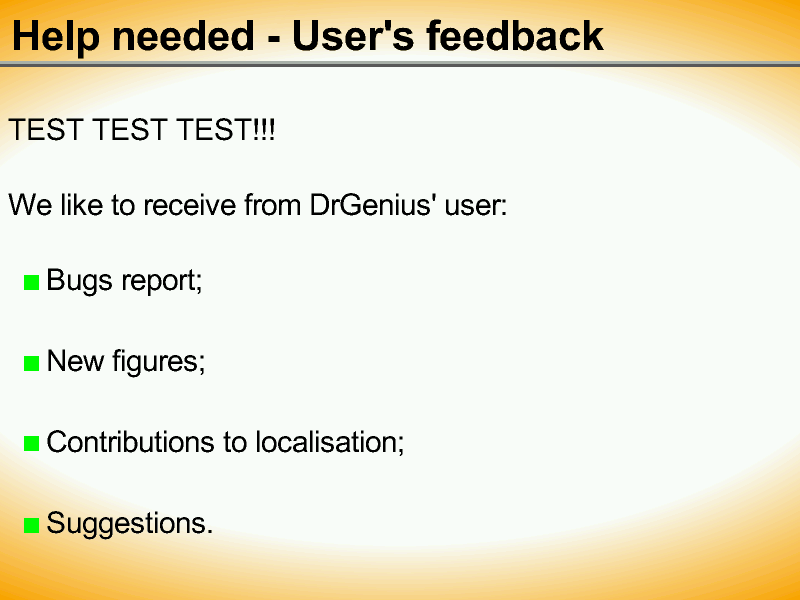 Help needed - User's feedback
TEST TEST TEST!!!
We like to receive from DrGenius' user:
Bugs report;
New figures;
Contributions to localisation;
Suggestions.